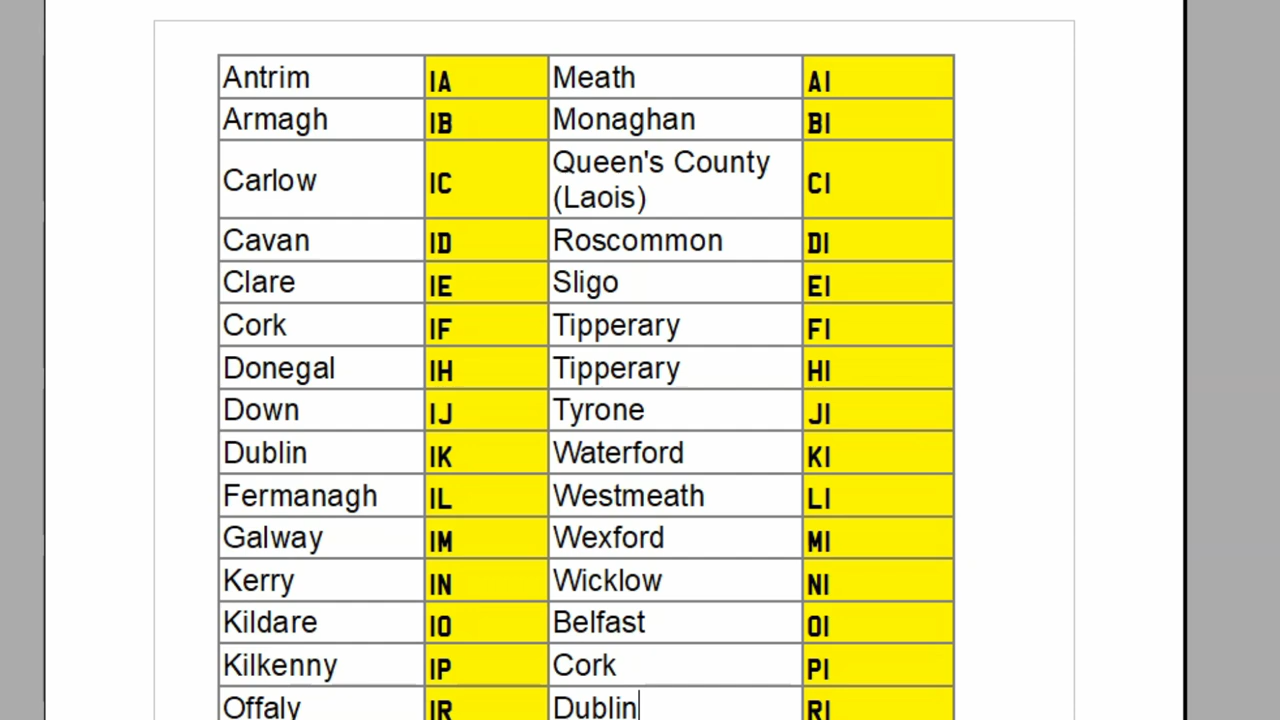 Antrim IA Meath AI
Armagh IB Monaghan BI
Carlow IC Queen's County (Laois) CI
Cavan ID Roscommon DI
Clare IE Sligo EI
Cork IF Tipperary FI
Donegal IH Tipperary HI
Down IJ Tyrone JI
Dublin IK Waterford KI
Fermanagh IL Westmeath LI
Galway IM Wexford MI
Kerry IN Wicklow NI
Kildare IO Belfast OI
Kilkenny IP Cork PI
Offaly IR Dublin RI